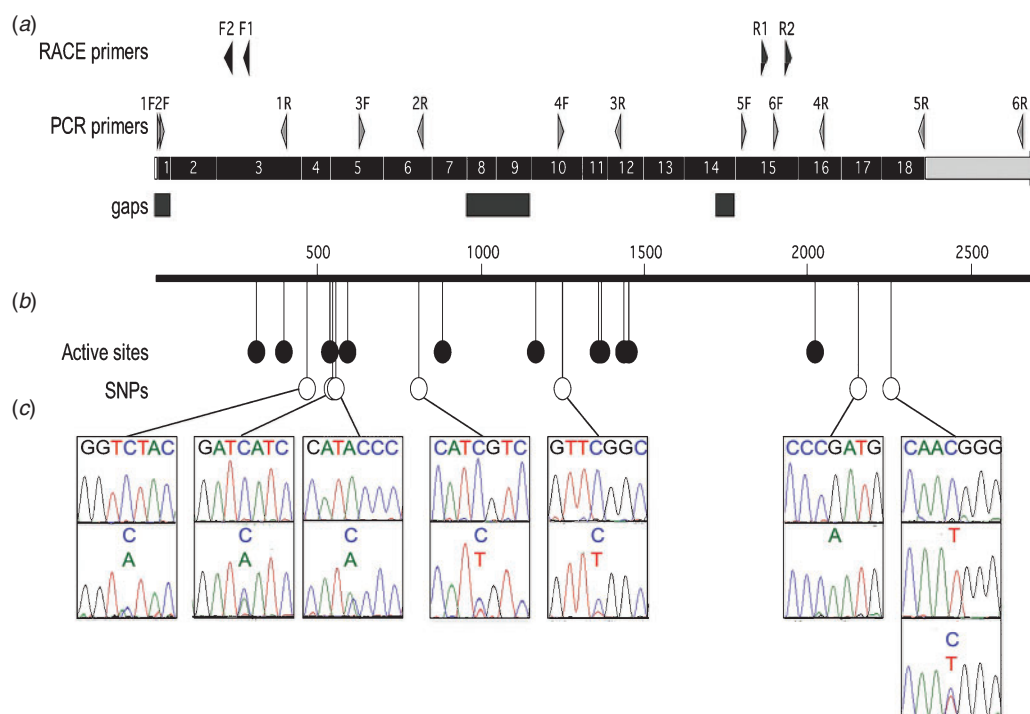 (a)
F2 F1 R1 R2
RACE primers
1F2F 1R 3F 2R 4F 3R 5F 6F 4R 5R 6R
PCR primers
1 2 3 4 5 6 7 8 9 10 11 12 13 14 15 16 17 18
gaps
500 1000 1500 2000 2500
(b)
Active sites
SNPs
(c)
GGTCTAC GATCATC CATACCC CATCGTC GTTCGGC CCCGATG CAACGGG
C C C C C A T
A A A T T
C
T